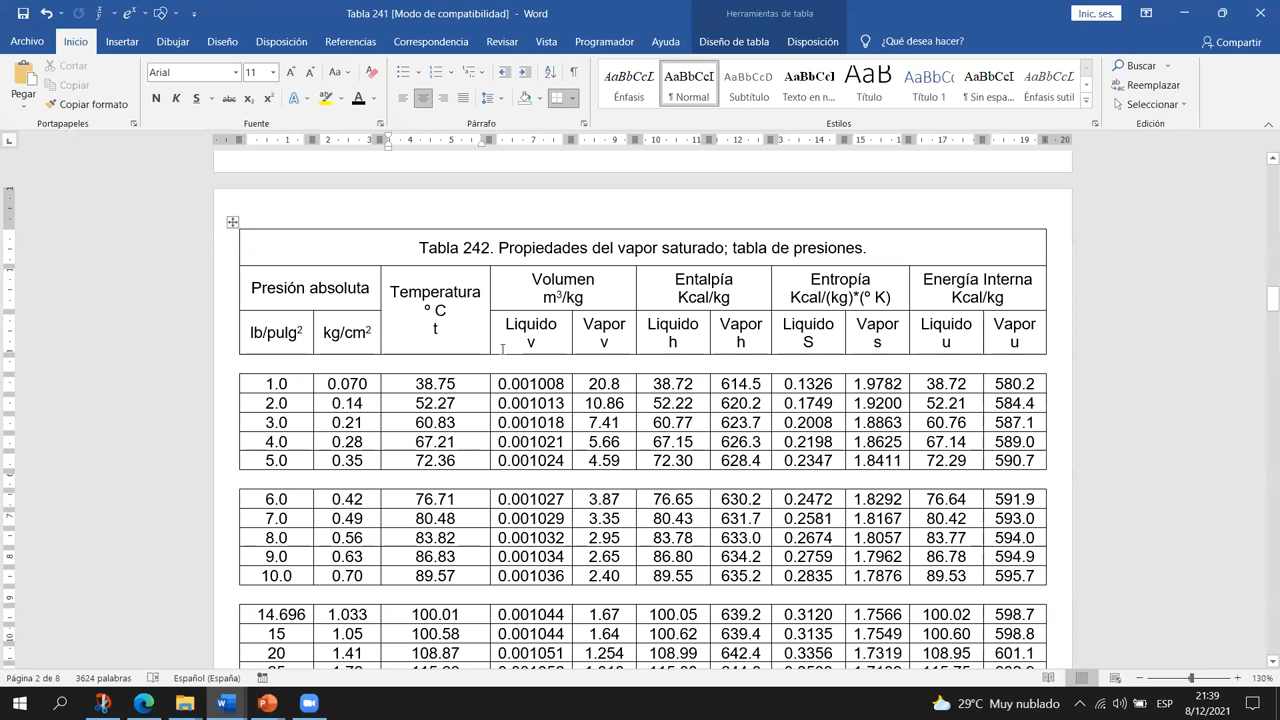 Tabla 241 [Modo de compatibilidad] - Word
Herramientas de tabla
Inic. ses.
Archivo Inicio Insertar Dibujar Diseño Disposición Referencias Correspondencia Revisar Vista Programador Ayuda Diseño de tabla Disposición ¿Qué desea hacer? Compartir
Pegar
Cortar
Copiar
Copiar formato
Portapapeles
Arial 11
Aa
N K S abc x2 x2
Fuente
Párrafo
AaBbCcL AaBbCcI AaBbCcD AaBbCcI AaB AaBbCcL AaBbCcI AaBbCcL
Énfasis ¶ Normal Subtítulo Texto en n... Título Título 1 ¶ Sin espa... Énfasis sutil
Estilos
Buscar
Reemplazar
Seleccionar
Edición
Tabla 242. Propiedades del vapor saturado; tabla de presiones.
Presión absoluta Temperatura º C t Volumen m³/kg Entalpía Kcal/kg Entropía Kcal/(kg)*(º K) Energía Interna Kcal/kg
lb/pulg² kg/cm² Liquido v Vapor v Liquido h Vapor h Liquido S Vapor s Liquido u Vapor u
1.0 0.070 38.75 0.001008 20.8 38.72 614.5 0.1326 1.9782 38.72 580.2
2.0 0.14 52.27 0.001013 10.86 52.22 620.2 0.1749 1.9200 52.21 584.4
3.0 0.21 60.83 0.001018 7.41 60.77 623.7 0.2008 1.8863 60.76 587.1
4.0 0.28 67.21 0.001021 5.66 67.15 626.3 0.2198 1.8625 67.14 589.0
5.0 0.35 72.36 0.001024 4.59 72.30 628.4 0.2347 1.8411 72.29 590.7
6.0 0.42 76.71 0.001027 3.87 76.65 630.2 0.2472 1.8292 76.64 591.9
7.0 0.49 80.48 0.001029 3.35 80.43 631.7 0.2581 1.8167 80.42 593.0
8.0 0.56 83.82 0.001032 2.95 83.78 633.0 0.2674 1.8057 83.77 594.0
9.0 0.63 86.83 0.001034 2.65 86.80 634.2 0.2759 1.7962 86.78 594.9
10.0 0.70 89.57 0.001036 2.40 89.55 635.2 0.2835 1.7876 89.53 595.7
14.696 1.033 100.01 0.001044 1.67 100.05 639.2 0.3120 1.7566 100.02 598.7
15 1.05 100.58 0.001044 1.64 100.62 639.4 0.3135 1.7549 100.60 598.8
20 1.41 108.87 0.001051 1.254 108.99 642.4 0.3356 1.7319 108.95 601.1
Página 2 de 8 3624 palabras Español (España) 130%
29°C Muy nublado ESP
21:39
8/12/2021